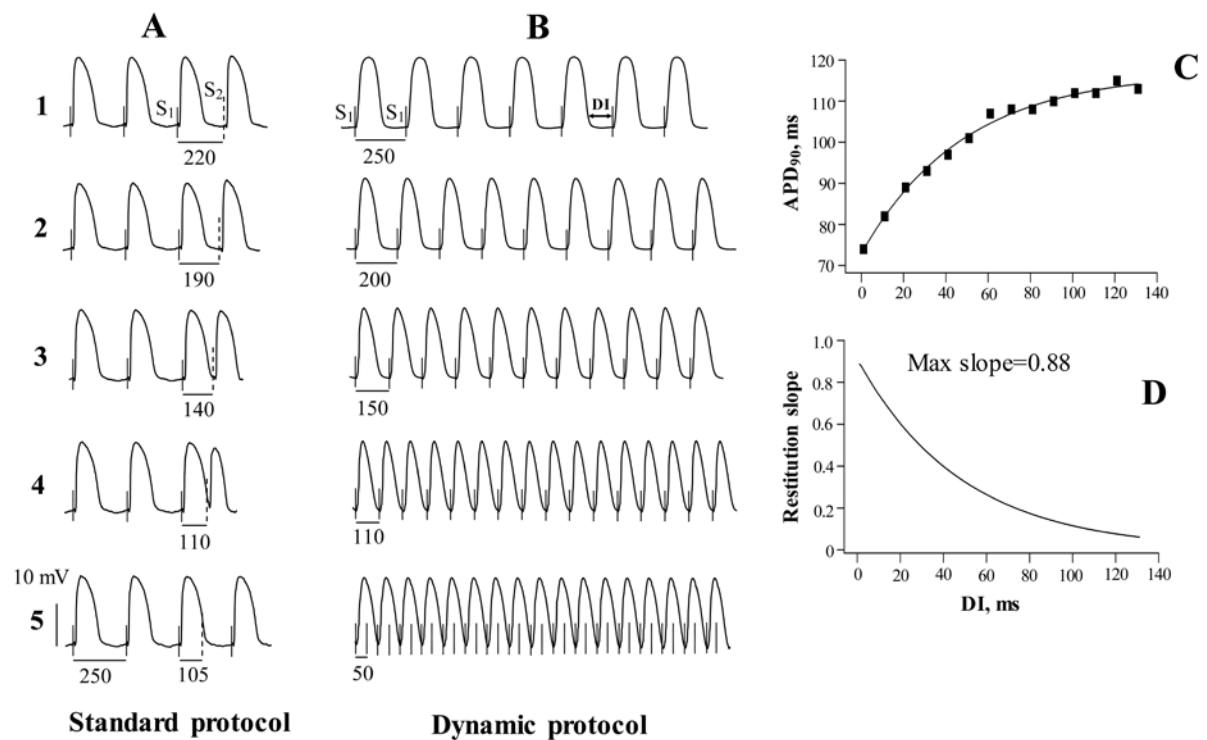 A
1
S1
S2
220
2
190
3
140
4
110
10 mV
5
250
105
Standard protocol
B
S1
S1
DI
250
200
150
110
50
Dynamic protocol
C
APD90, ms
120
110
100
90
80
70
0 20 40 60 80 100 120 140
D
Max slope=0.88
Restitution slope
1.0
0.8
0.6
0.4
0.2
0
0 20 40 60 80 100 120 140
DI, ms